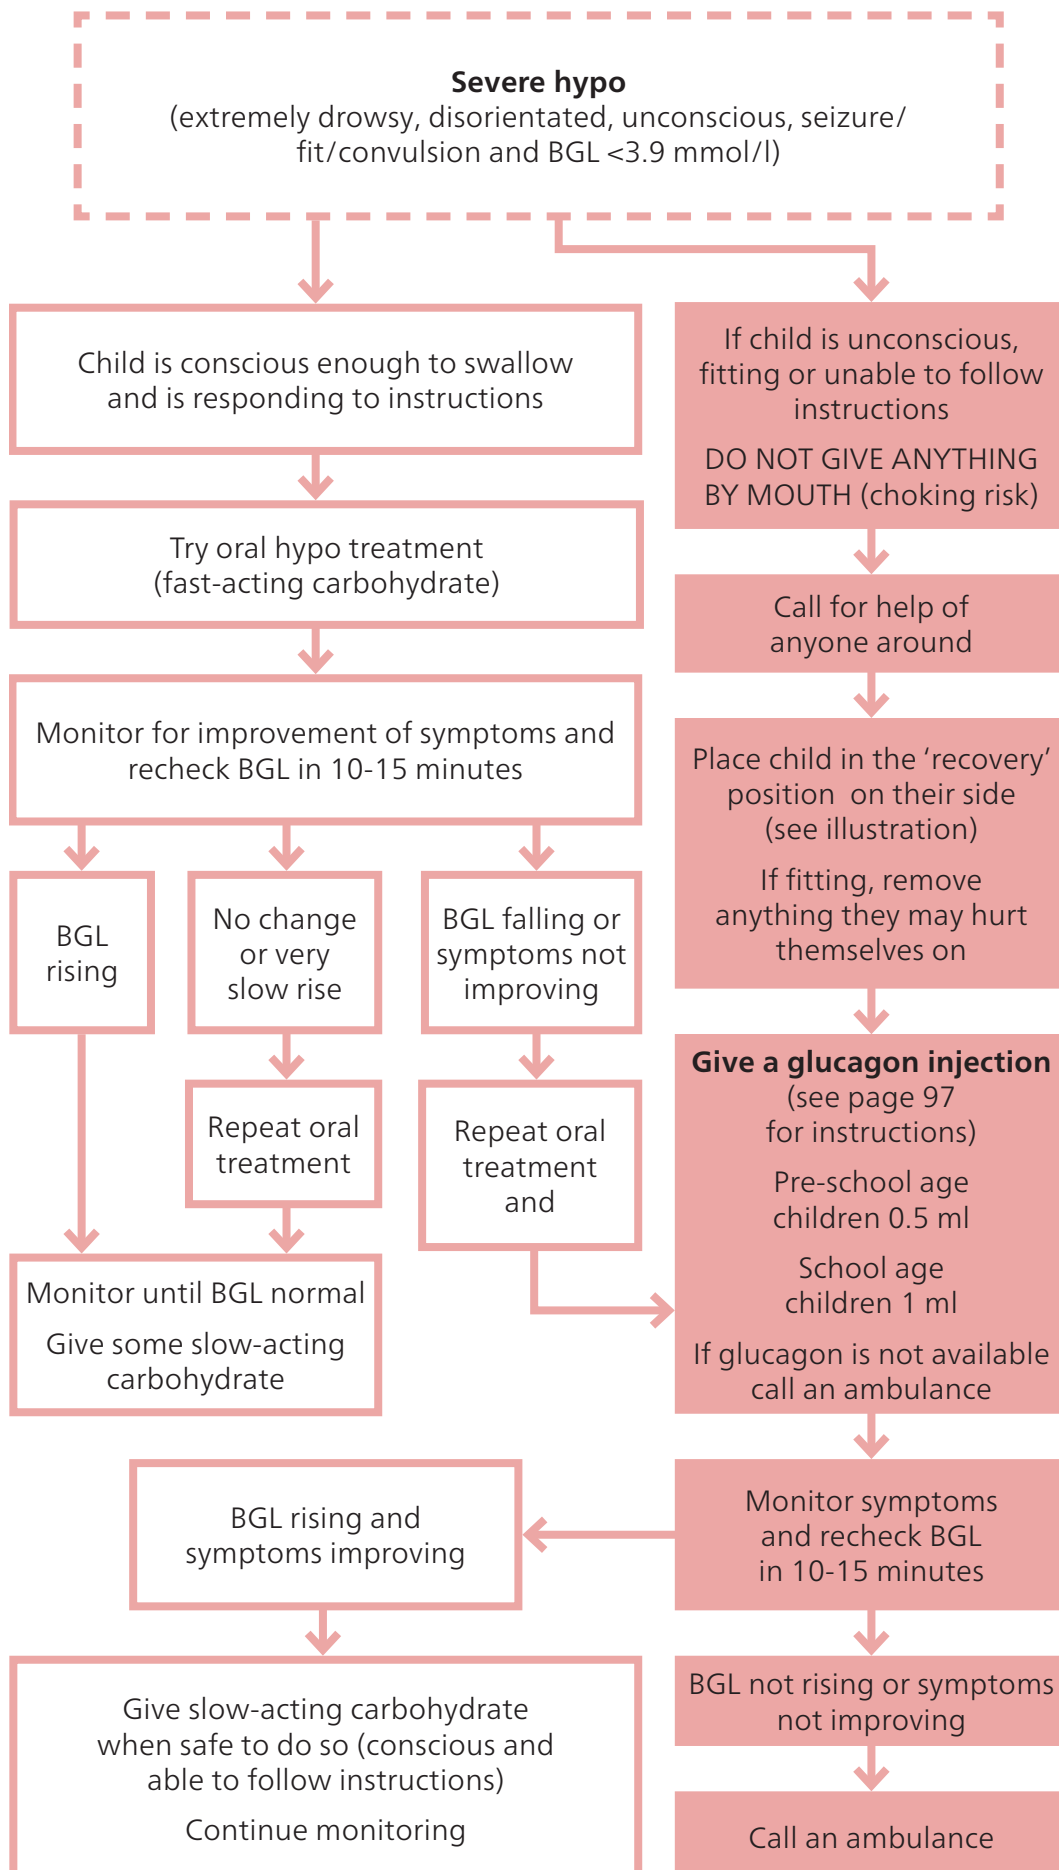 Severe hypo
(extremely drowsy, disorientated, unconscious, seizure/
fit/convulsion and BGL <3.9 mmol/l)
Child is conscious enough to swallow
and is responding to instructions
If child is unconscious,
fitting or unable to follow
instructions
DO NOT GIVE ANYTHING
BY MOUTH (choking risk)
Try oral hypo treatment
(fast-acting carbohydrate)
Call for help of
anyone around
Monitor for improvement of symptoms and
recheck BGL in 10-15 minutes
Place child in the ‘recovery’
position on their side
(see illustration)
If fitting, remove
anything they may hurt
themselves on
BGL
rising
No change
or very
slow rise
BGL falling or
symptoms not
improving
Repeat oral
treatment
Repeat oral
treatment
and
Give a glucagon injection
(see page 97
for instructions)
Pre-school age
children 0.5 ml
School age
children 1 ml
If glucagon is not available
call an ambulance
Monitor until BGL normal
Give some slow-acting
carbohydrate
BGL rising and
symptoms improving
Monitor symptoms
and recheck BGL
in 10-15 minutes
Give slow-acting carbohydrate
when safe to do so (conscious and
able to follow instructions)
Continue monitoring
BGL not rising or symptoms
not improving
Call an ambulance